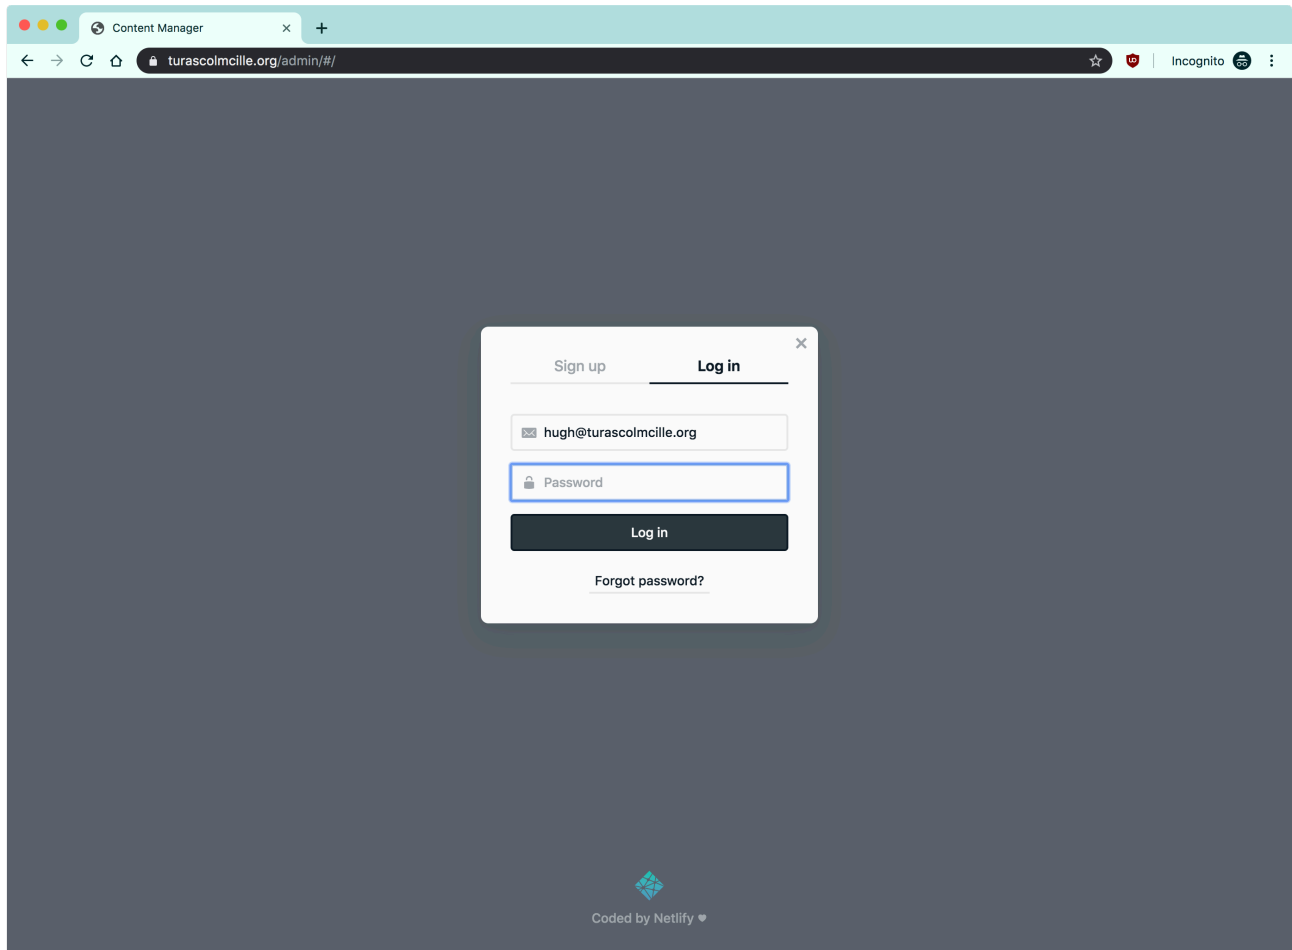 Content Manager
turascolmcille.org/admin/#/
Incognito
Sign up
Log in
hugh@turascolmcille.org
Password
Log in
Forgot password?
Coded by Netlify